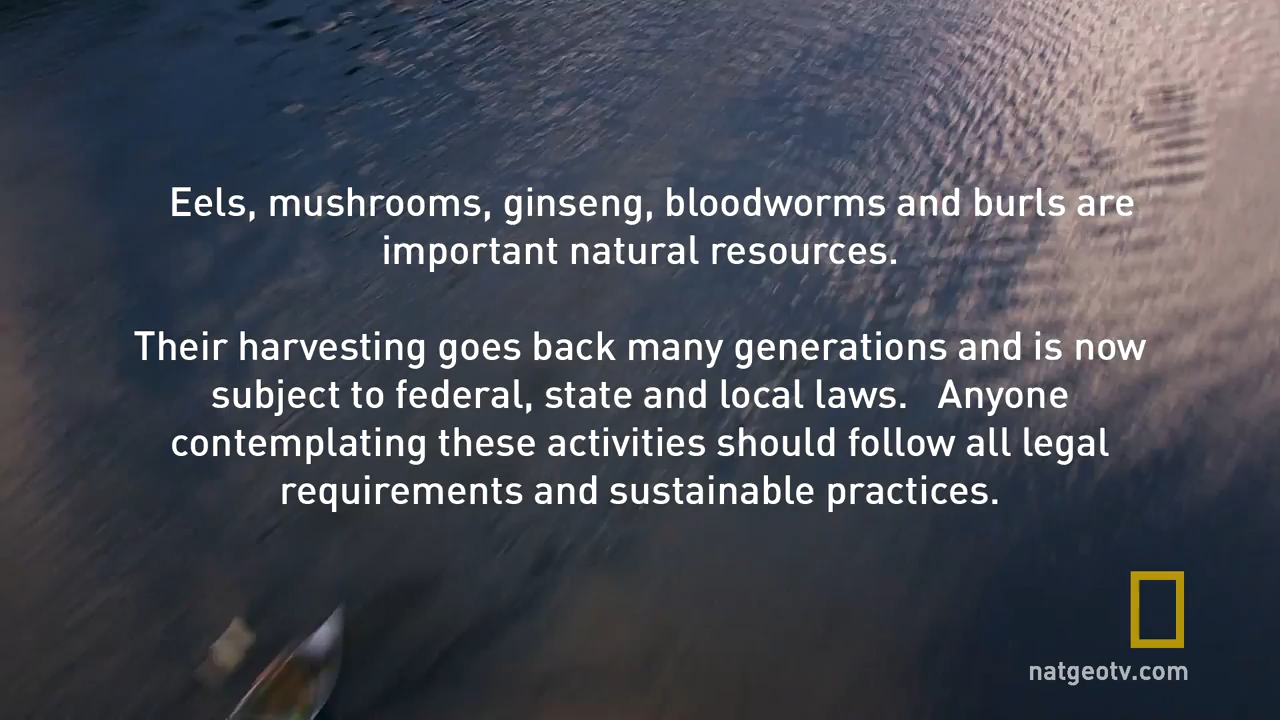 Eels, mushrooms, ginseng, bloodworms and burls are
important natural resources.
Their harvesting goes back many generations and is now
subject to federal, state and local laws.   Anyone
contemplating these activities should follow all legal
requirements and sustainable practices.
natgeotv.com